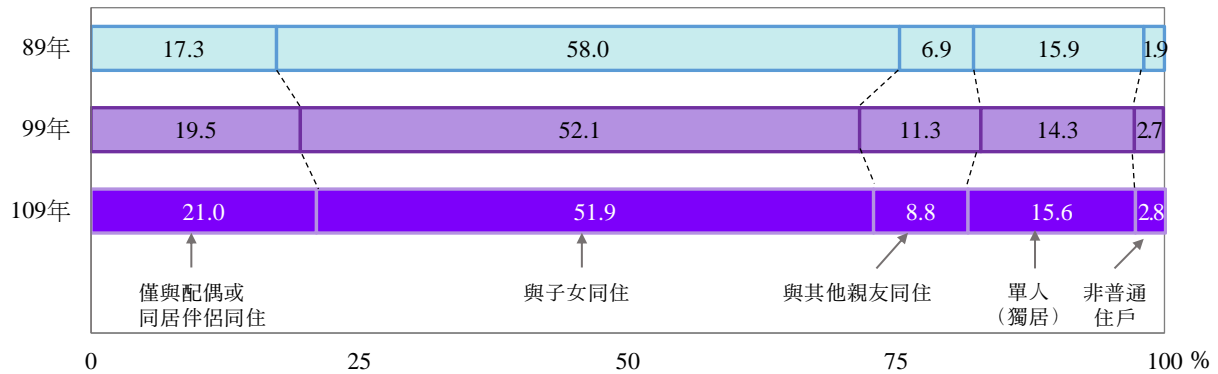 89年 17.3 58.0 6.9 15.9 1.9
99年 19.5 52.1 11.3 14.3 2.7
109年 21.0 51.9 8.8 15.6 2.8
僅與配偶或
同居伴侶同住
與子女同住
與其他親友同住
單人
（獨居）
非普通
住戶
0 25 50 75 100 %